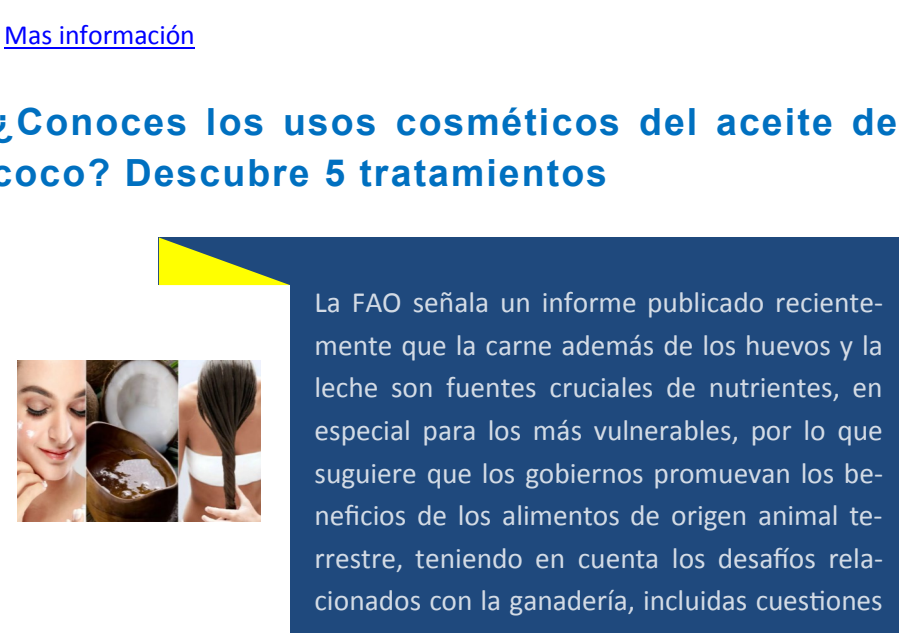 Mas información
¿Conoces los usos cosméticos del aceite de
coco? Descubre 5 tratamientos
La FAO señala un informe publicado reciente-
mente que la carne además de los huevos y la
leche son fuentes cruciales de nutrientes, en
especial para los más vulnerables, por lo que
suguiere que los gobiernos promuevan los be-
neficios de los alimentos de origen animal te-
rrestre, teniendo en cuenta los desafíos rela-
cionados con la ganadería, incluidas cuestiones